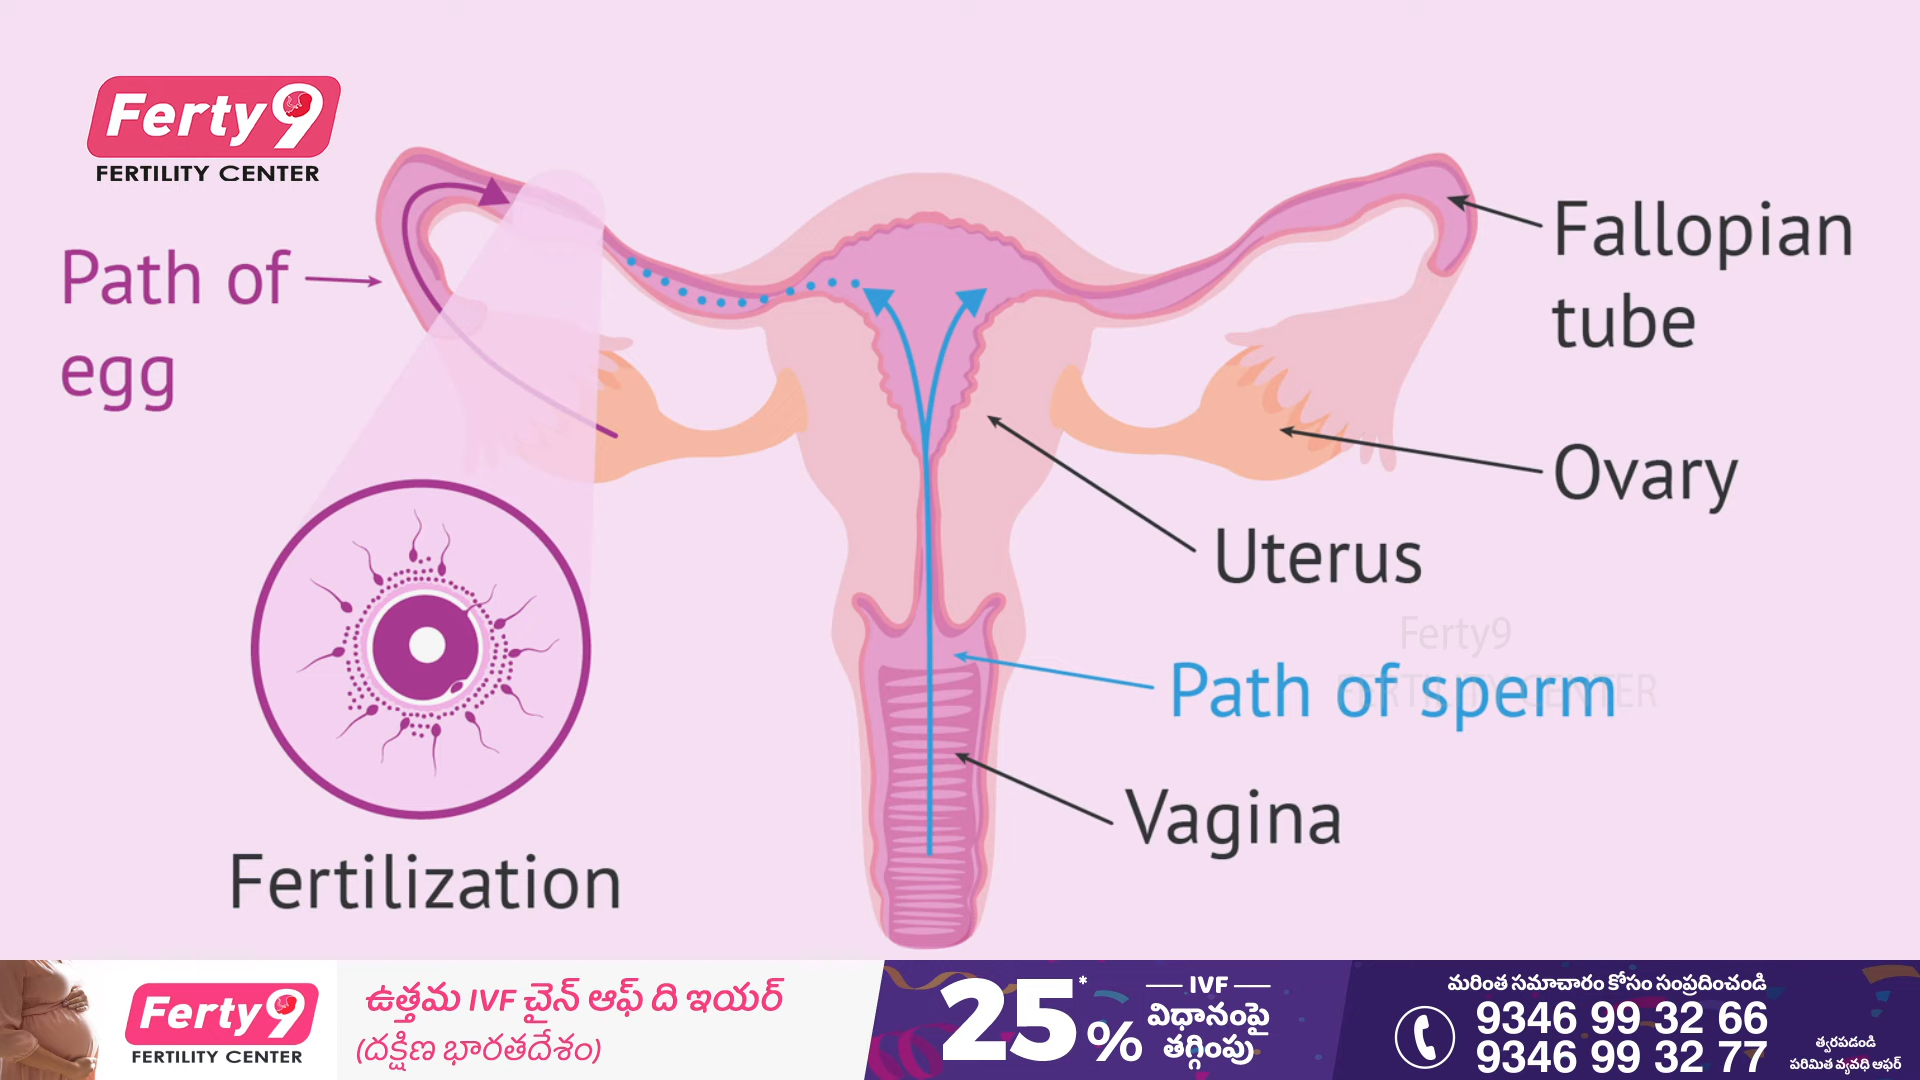 Ferty9
FERTILITY CENTER
Path of
egg
Fallopian
tube
Ovary
Uterus
Ferty9
FERTILITY CENTER
Path of sperm
Vagina
Fertilization
Ferty9
FERTILITY CENTER
ఉత్తమ IVF చైన్ ఆఫ్ ది ఇయర్
(దక్షిణ భారతదేశం)
25*%
IVF
విధానంపై
తగ్గింపు
మరింత సమాచారం కోసం సంప్రదించండి
9346 99 32 66
9346 99 32 77
త్వరపడండి
పరిమిత వ్యవధి ఆఫర్